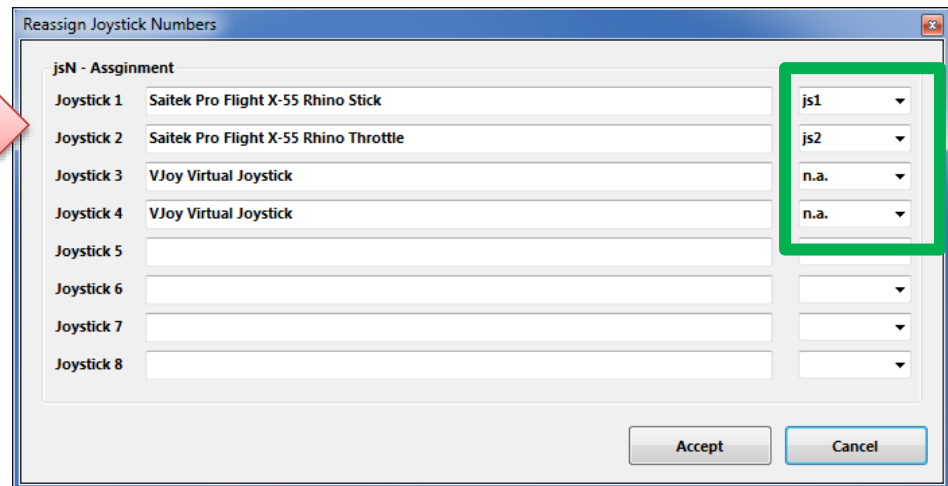 Reassign Joystick Numbers
jsN - Assginment
Joystick 1 Saitek Pro Flight X-55 Rhino Stick js1
Joystick 2 Saitek Pro Flight X-55 Rhino Throttle js2
Joystick 3 VJoy Virtual Joystick n.a.
Joystick 4 VJoy Virtual Joystick n.a.
Joystick 5
Joystick 6
Joystick 7
Joystick 8
Accept Cancel